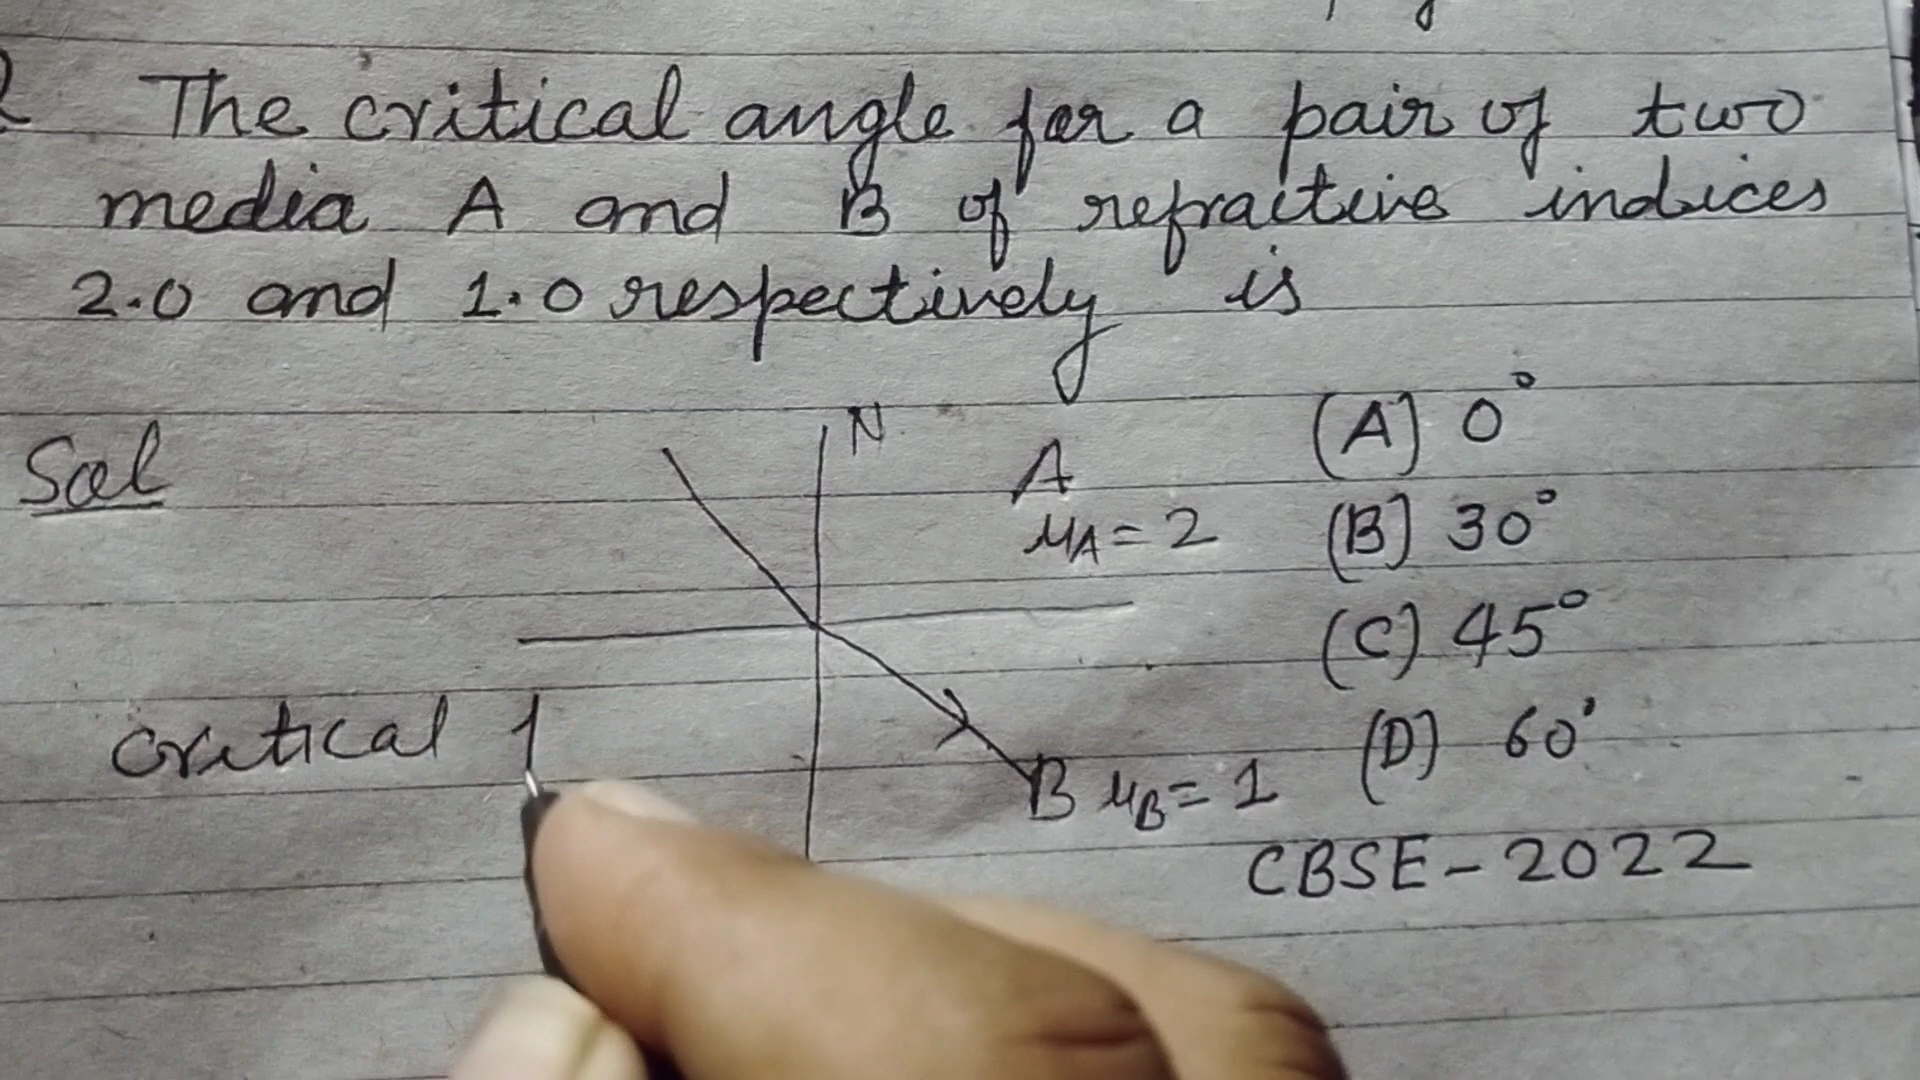 The critical angle for a pair of two
media A and B of refractive indices
2.0 and 1.0 respectively is
Sol
N
A
μA = 2
(A) 0°
(B) 30°
(C) 45°
(D) 60°
critical
B μB = 1
CBSE - 2022